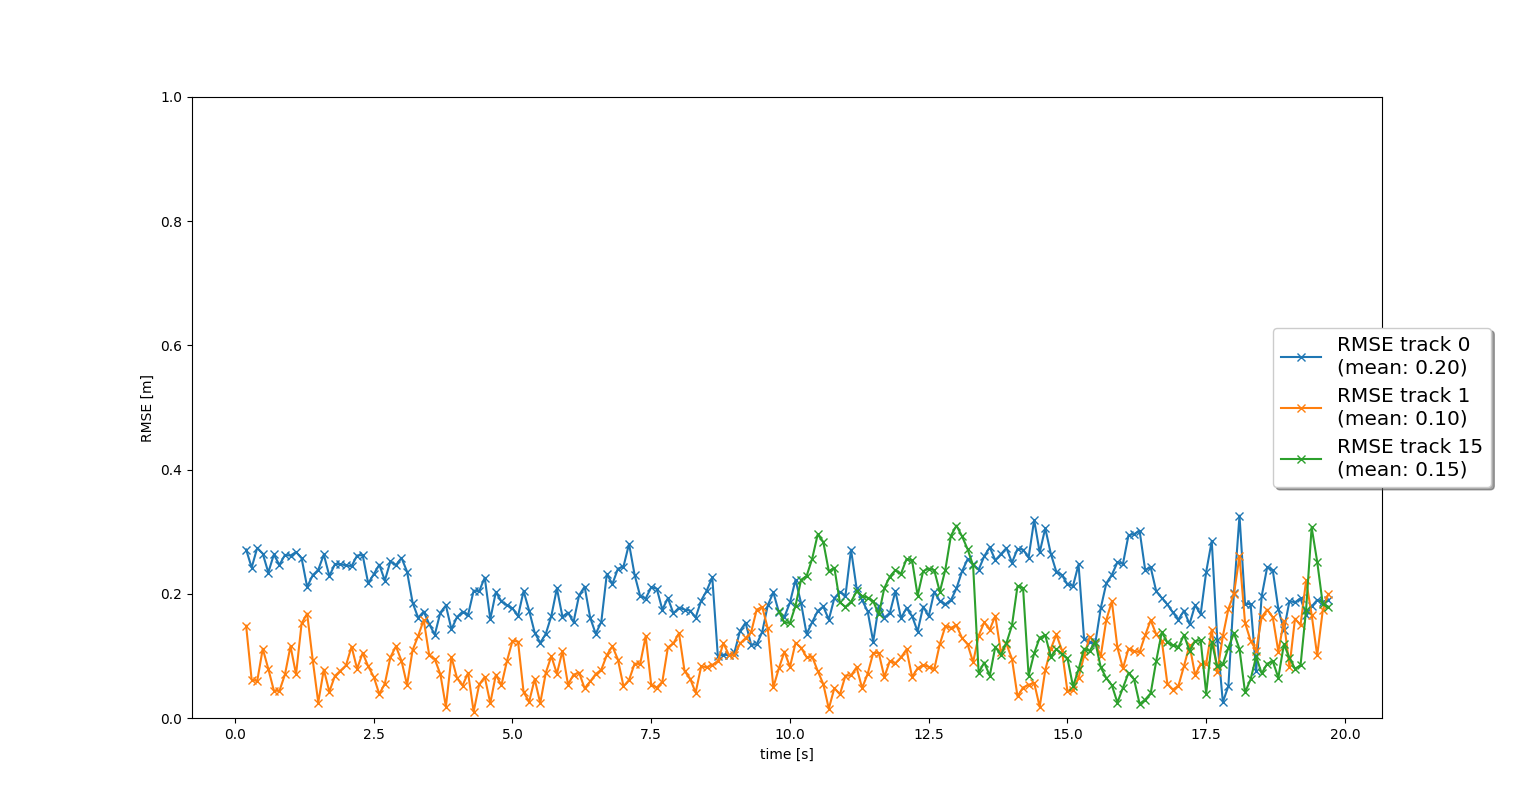 1.0
0.8
0.6
0.4
0.2
0.0
RMSE [m]
0.0 2.5 5.0 7.5 10.0 12.5 15.0 17.5 20.0
time [s]
RMSE track 0
(mean: 0.20)
RMSE track 1
(mean: 0.10)
RMSE track 15
(mean: 0.15)